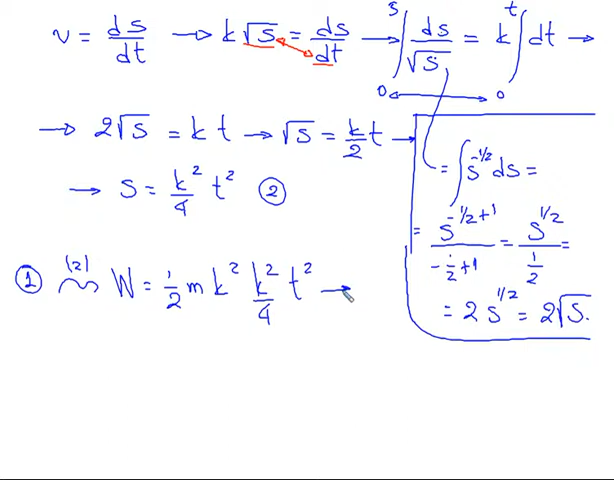 v = ds/dt → k√s = ds/dt → ∫₀ˢ ds/√s = k ∫₀ᵗ dt →
→ 2√s = k t → √s = k/2 t →
→ s = k²/4 t² ②
① (2) W = 1/2 m k² k²/4 t² →
= ∫ s^(-1/2) ds =
= s^(-1/2+1) / (-1/2+1) = s^(1/2) / (1/2) =
= 2 s^(1/2) = 2√s.